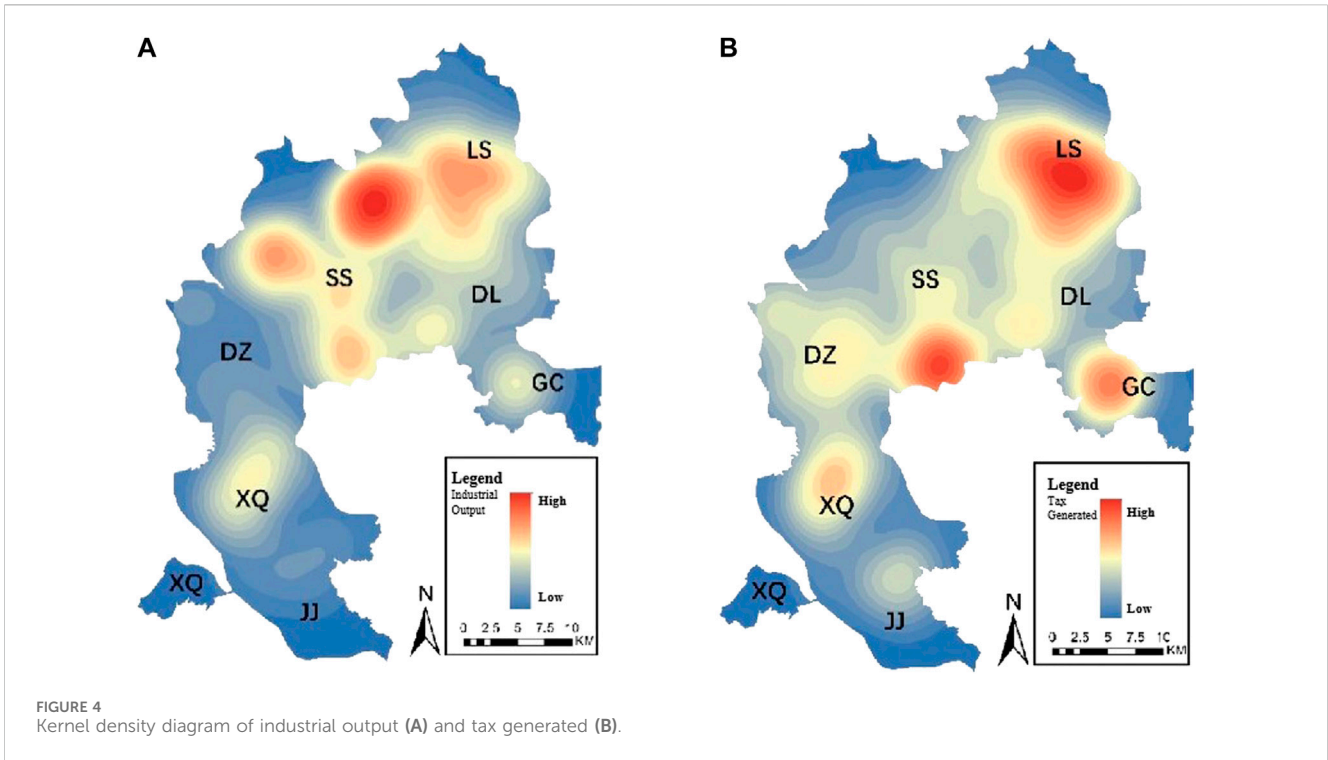 A
B
LS
SS
DL
DZ
GC
XQ
XQ
JJ
Legend
Industrial
Output
High
Low
N
0 2.5 5 7.5 10
KM
LS
SS
DL
DZ
GC
XQ
XQ
JJ
Legend
Tax
Generated
High
Low
N
0 2.5 5 7.5 10
KM
FIGURE 4
Kernel density diagram of industrial output (A) and tax generated (B).